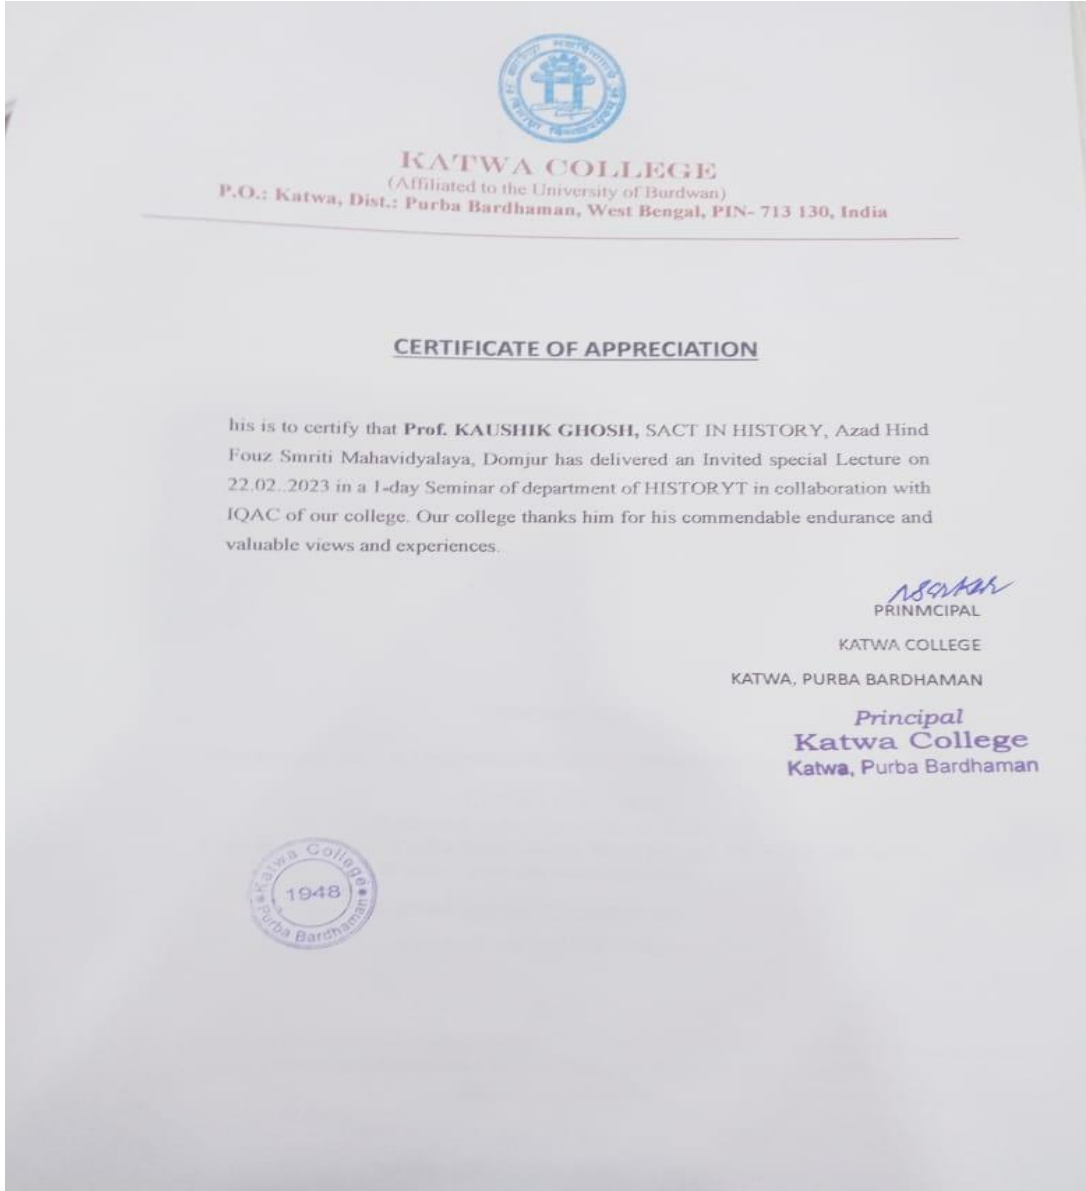 KATWA COLLEGE
(Affiliated to the University of Burdwan)
P.O.: Katwa, Dist.: Purba Bardhaman, West Bengal, PIN- 713 130, India
CERTIFICATE OF APPRECIATION
his is to certify that Prof. KAUSHIK GHOSH, SACT IN HISTORY, Azad Hind
Fouz Smriti Mahavidyalaya, Domjur has delivered an Invited special Lecture on
22.02..2023 in a 1-day Seminar of department of HISTORYT in collaboration with
IQAC of our college. Our college thanks him for his commendable endurance and
valuable views and experiences.
PRINMCIPAL
KATWA COLLEGE
KATWA, PURBA BARDHAMAN
Principal
Katwa College
Katwa, Purba Bardhaman
Katwa College
1948
Purba Bardhaman